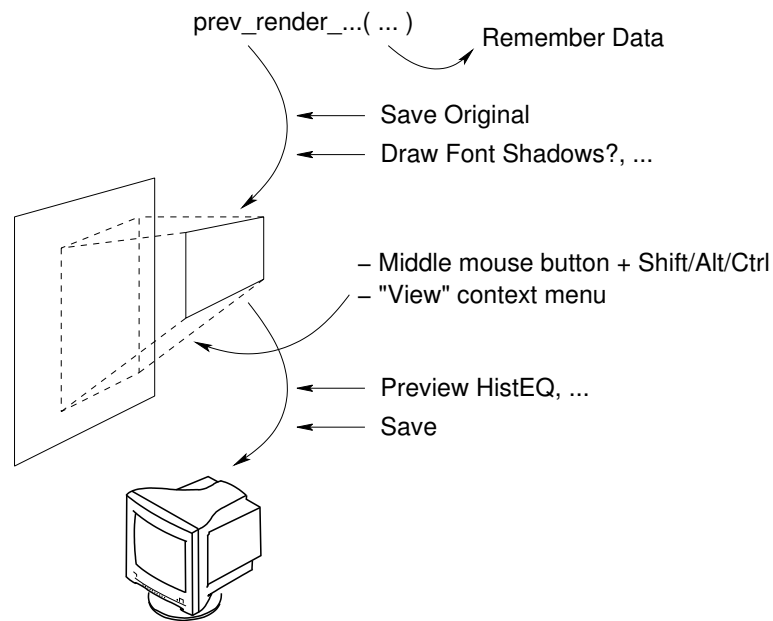 prev_render_...( ... )
Remember Data
Save Original
Draw Font Shadows?, ...
– Middle mouse button + Shift/Alt/Ctrl
– "View" context menu
Preview HistEQ, ...
Save